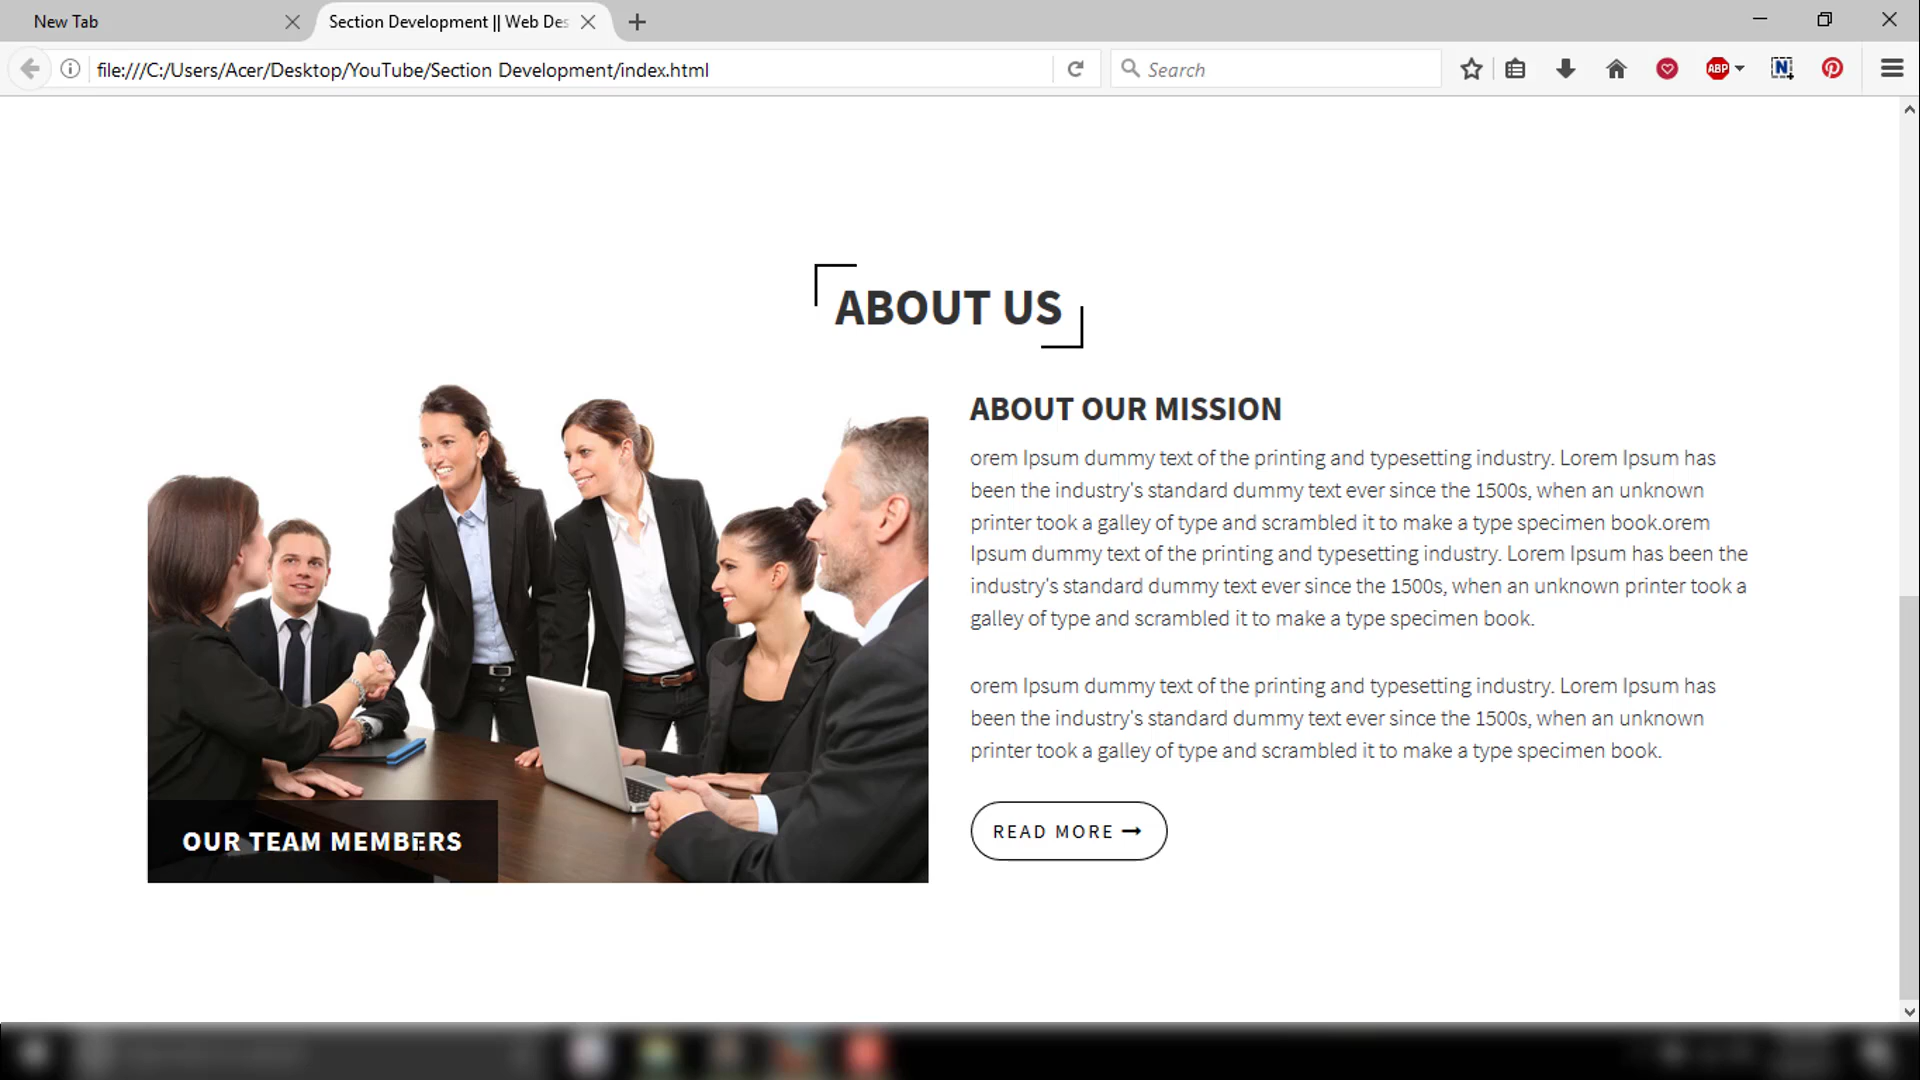 New Tab
Section Development || Web Des
file:///C:/Users/Acer/Desktop/YouTube/Section Development/index.html
Search
ABP
N
ABOUT US
ABOUT OUR MISSION
orem Ipsum dummy text of the printing and typesetting industry. Lorem Ipsum has
been the industry's standard dummy text ever since the 1500s, when an unknown
printer took a galley of type and scrambled it to make a type specimen book.orem
Ipsum dummy text of the printing and typesetting industry. Lorem Ipsum has been the
industry's standard dummy text ever since the 1500s, when an unknown printer took a
galley of type and scrambled it to make a type specimen book.
orem Ipsum dummy text of the printing and typesetting industry. Lorem Ipsum has
been the industry's standard dummy text ever since the 1500s, when an unknown
printer took a galley of type and scrambled it to make a type specimen book.
READ MORE
OUR TEAM MEMBERS